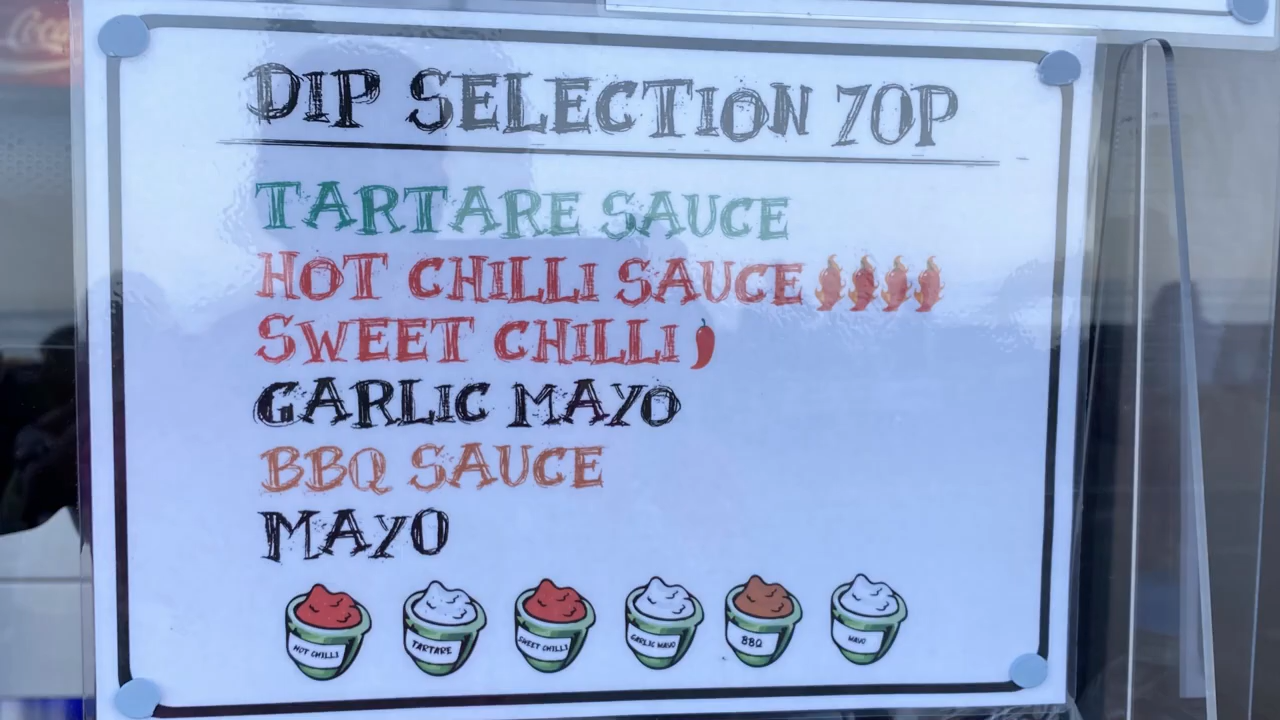 Coca
DIP SELECTION 70P
TARTARE SAUCE
HOT CHILLI SAUCE
SWEET CHILLI
GARLIC MAYO
BBQ SAUCE
MAYO
HOT CHILLI
TARTARE
SWEET CHILLI
GARLIC MAYO
BBQ
MAYO